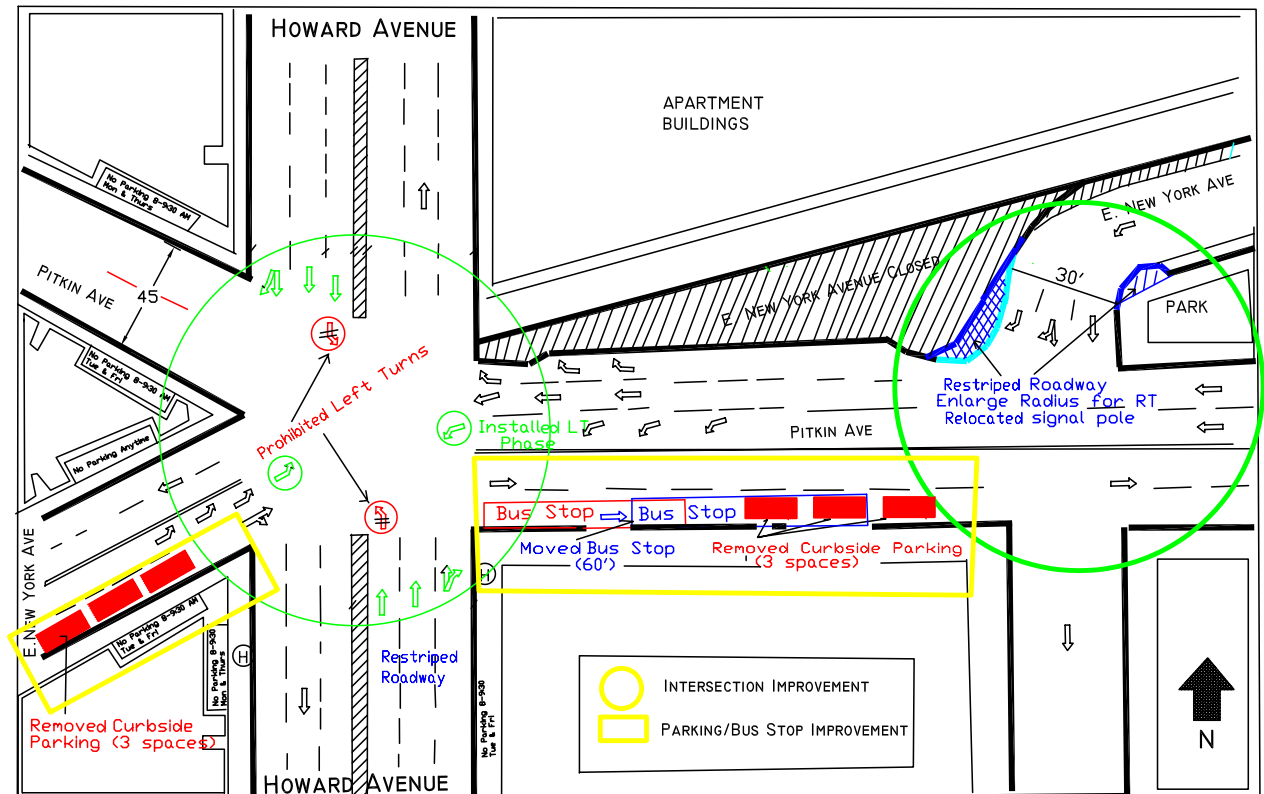 HOWARD AVENUE
APARTMENT
BUILDINGS
No Parking 8-9:30 AM
Mon & Thurs
E. NEW YORK AVE
PITKIN AVE
45
E. NEW YORK AVENUE CLOSED
30'
PARK
No Parking 8-9:30 AM
Tue & Fri
Prohibited Left Turns
Restriped Roadway
Enlarge Radius for RT
Relocated signal pole
Installed LT
Phase
PITKIN AVE
No Parking Anytime
Bus Stop
Bus Stop
Moved Bus Stop
(60')
Removed Curbside Parking
(3 spaces)
E.NEW YORK AVE
No Parking 8-9:30 AM
Tue & Fri
No Parking 8-9:30
Mon & Thurs
H
H
Restriped
Roadway
No Parking 8-9:30
Tue & Fri
Removed Curbside
Parking (3 spaces)
INTERSECTION IMPROVEMENT
PARKING/BUS STOP IMPROVEMENT
N
HOWARD AVENUE